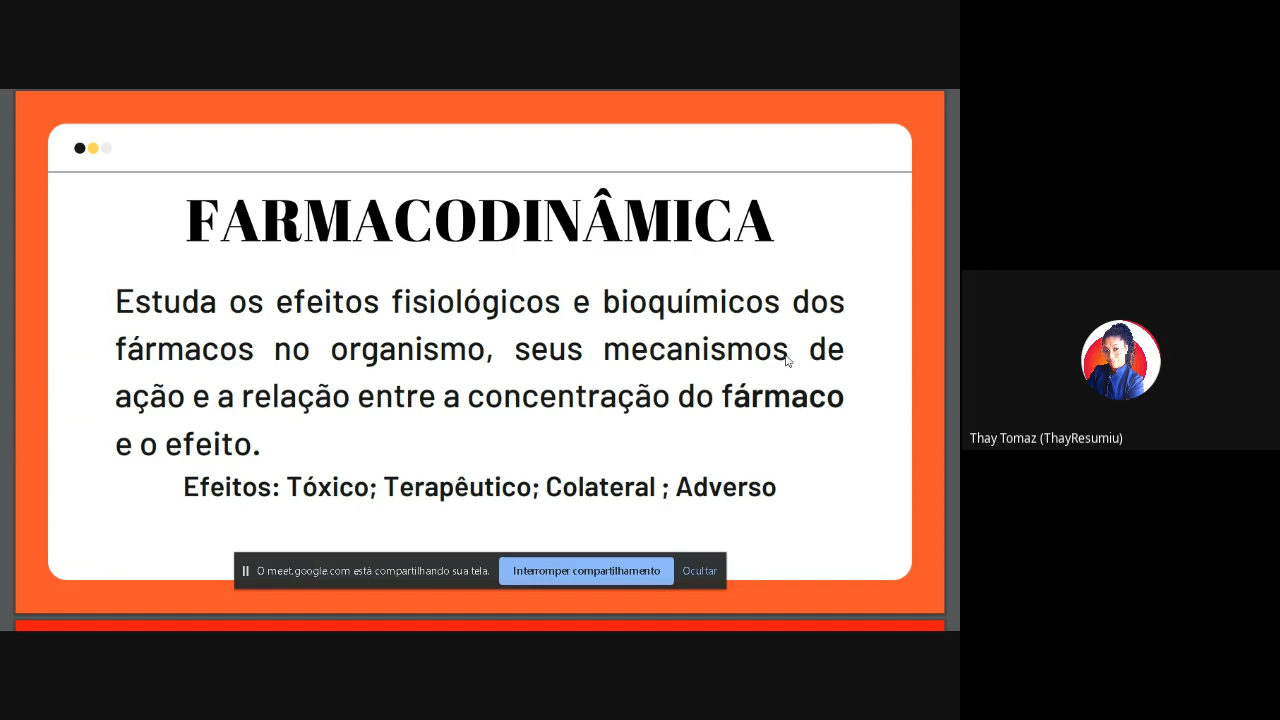 FARMACODINÂMICA
Estuda os efeitos fisiológicos e bioquímicos dos
fármacos no organismo, seus mecanismos de
ação e a relação entre a concentração do fármaco
e o efeito.
Efeitos: Tóxico; Terapêutico; Colateral ; Adverso
O meet.google.com está compartilhando sua tela. Interromper compartilhamento Ocultar
Thay Tomaz (ThayResumiu)